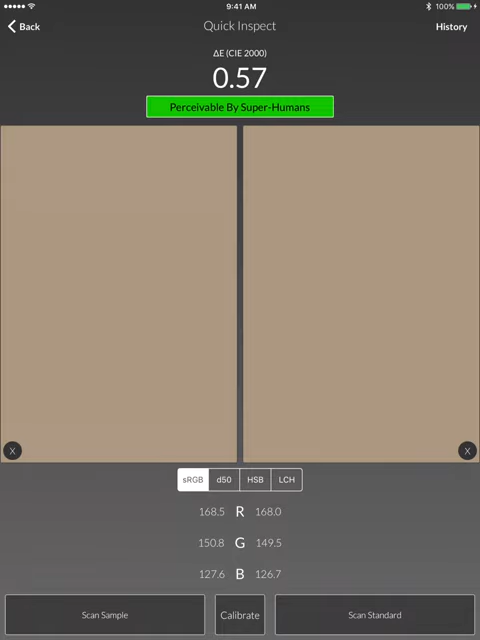 9:41 AM 100%
Back Quick Inspect History
ΔE (CIE 2000)
0.57
Perceivable By Super-Humans
X X
sRGB d50 HSB LCH
168.5 R 168.0
150.8 G 149.5
127.6 B 126.7
Scan Sample Calibrate Scan Standard